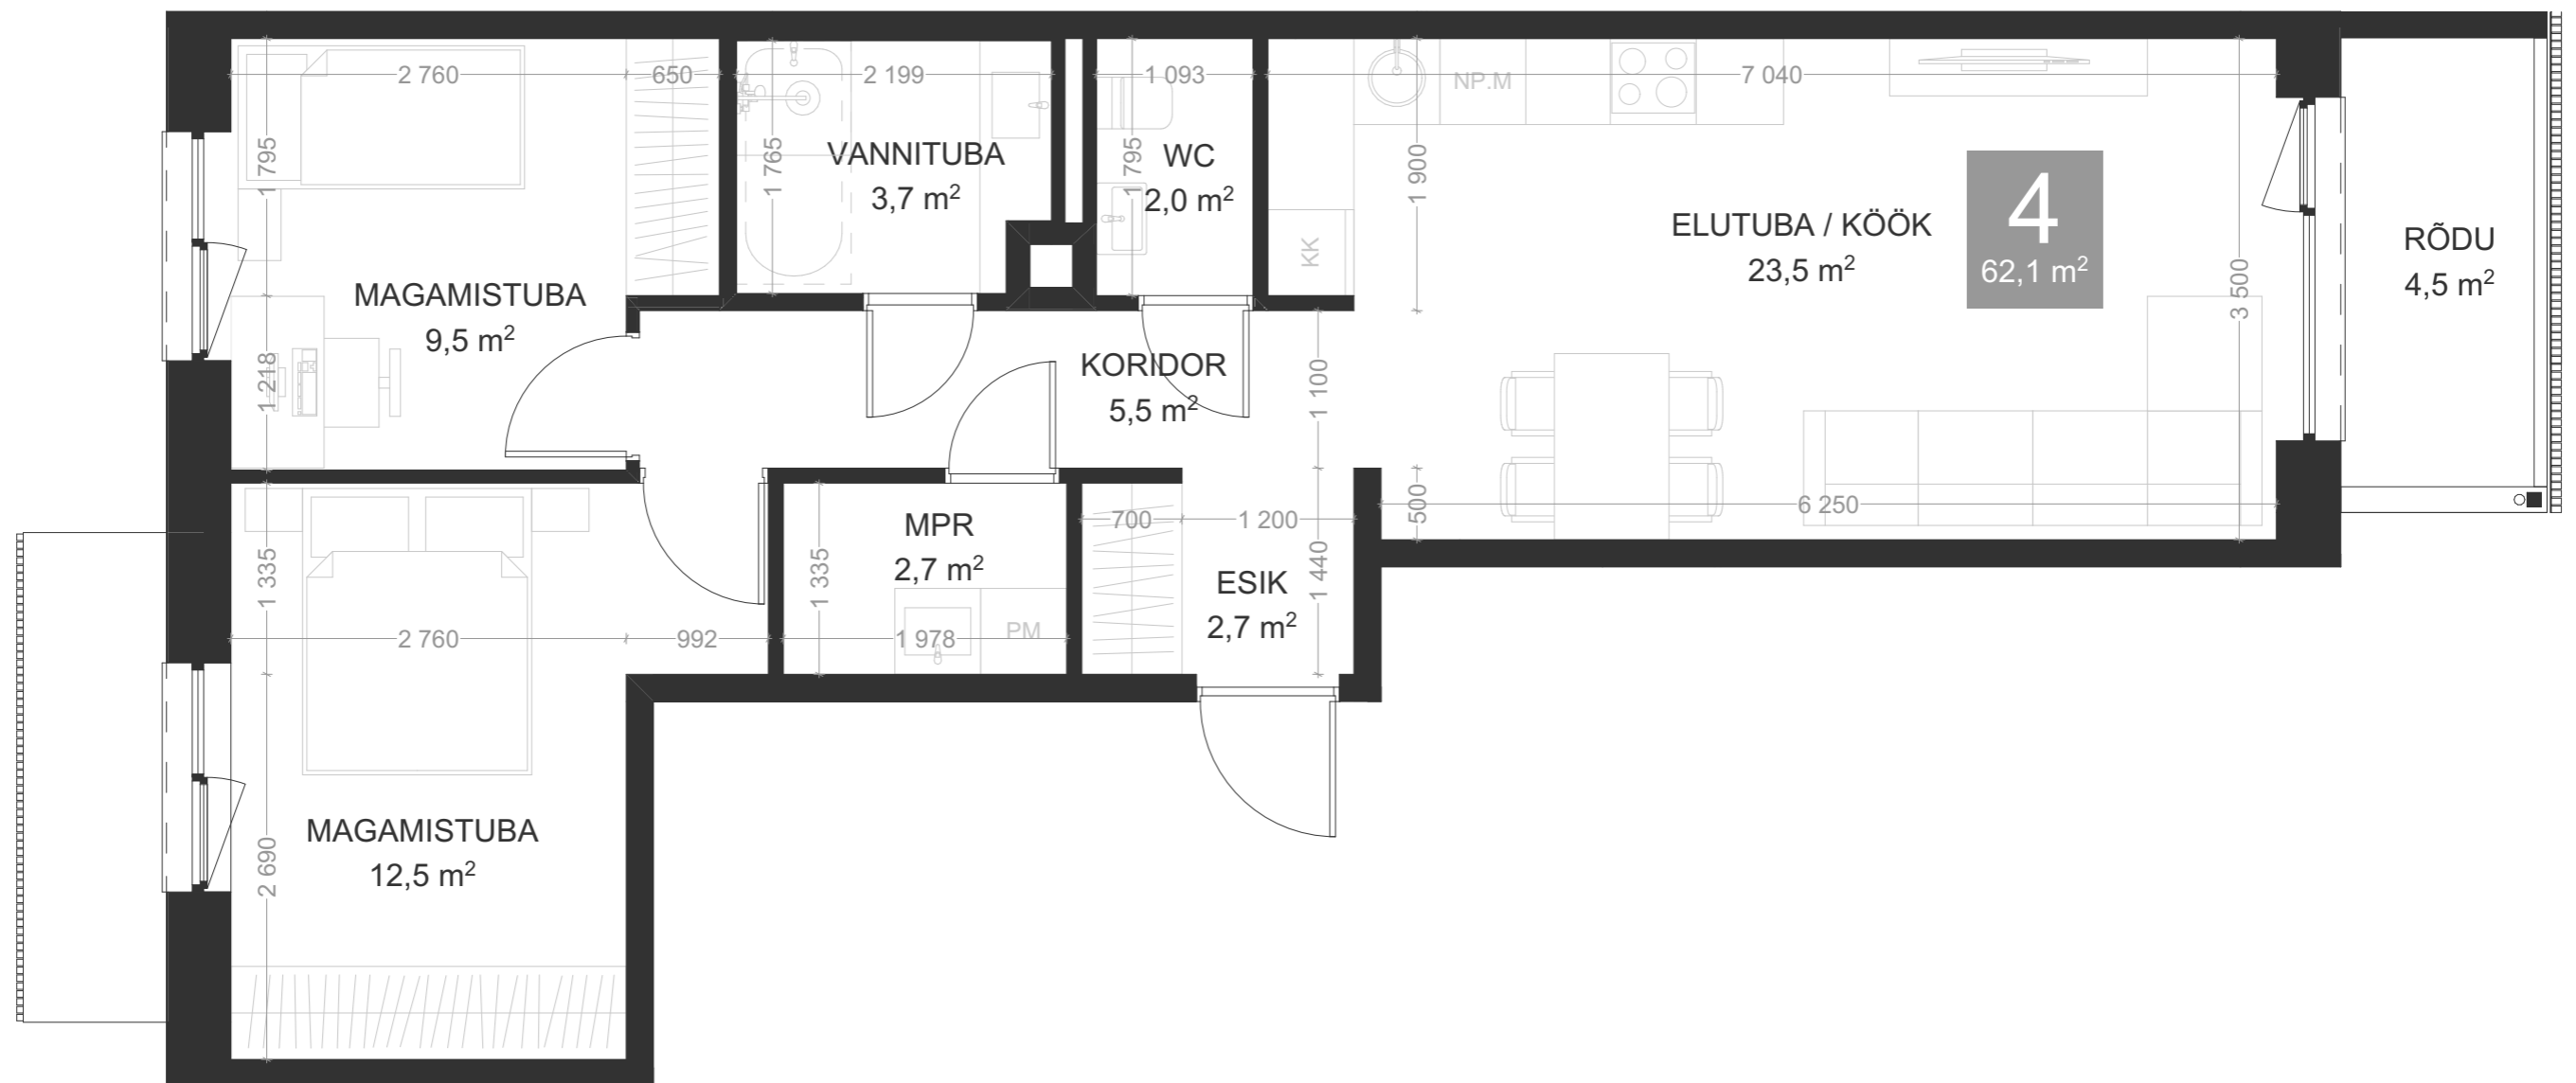 2 760
650
2 199
1 093
7 040
NP.M
1 795
1 765
1 795
1 900
3 500
VANNITUBA
3,7 m²
WC
2,0 m²
KK
ELUTUBA / KÖÖK
23,5 m²
4
62,1 m²
RÕDU
4,5 m²
MAGAMISTUBA
9,5 m²
1 218
KORIDOR
5,5 m²
1 100
500
6 250
MPR
2,7 m²
1 335
1 335
700
1 200
ESIK
2,7 m²
1 440
2 760
992
1 978
PM
MAGAMISTUBA
12,5 m²
2 690